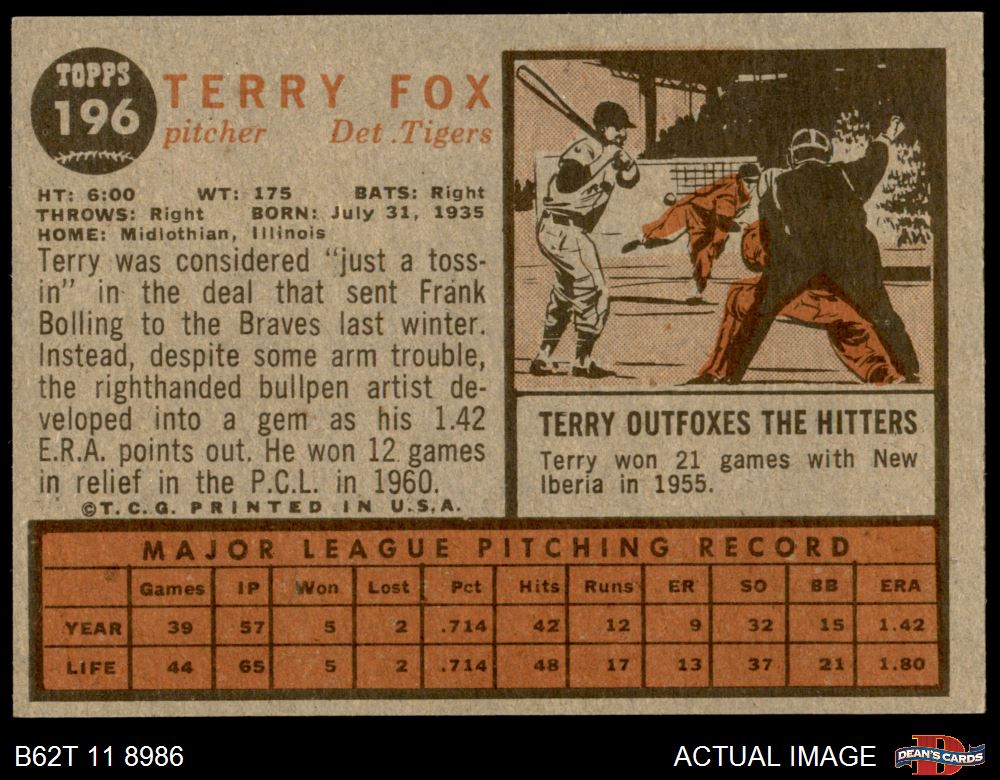 TOPPS
196
TERRY FOX
pitcher Det. Tigers
HT: 6:00 WT: 175 BATS: Right
THROWS: Right BORN: July 31, 1935
HOME: Midlothian, Illinois
Terry was considered "just a toss-
in" in the deal that sent Frank
Bolling to the Braves last winter.
Instead, despite some arm trouble,
the righthanded bullpen artist de-
veloped into a gem as his 1.42
E.R.A. points out. He won 12 games
in relief in the P.C.L. in 1960.
©T.C.G. PRINTED IN U.S.A.
TERRY OUTFOXES THE HITTERS
Terry won 21 games with New
Iberia in 1955.
MAJOR LEAGUE PITCHING RECORD
Games IP Won Lost Pct Hits Runs ER SO BB ERA
YEAR 39 57 5 2 .714 42 12 9 32 15 1.42
LIFE 44 65 5 2 .714 48 17 13 37 21 1.80
B62T 11 8986
ACTUAL IMAGE
DEAN'S CARDS